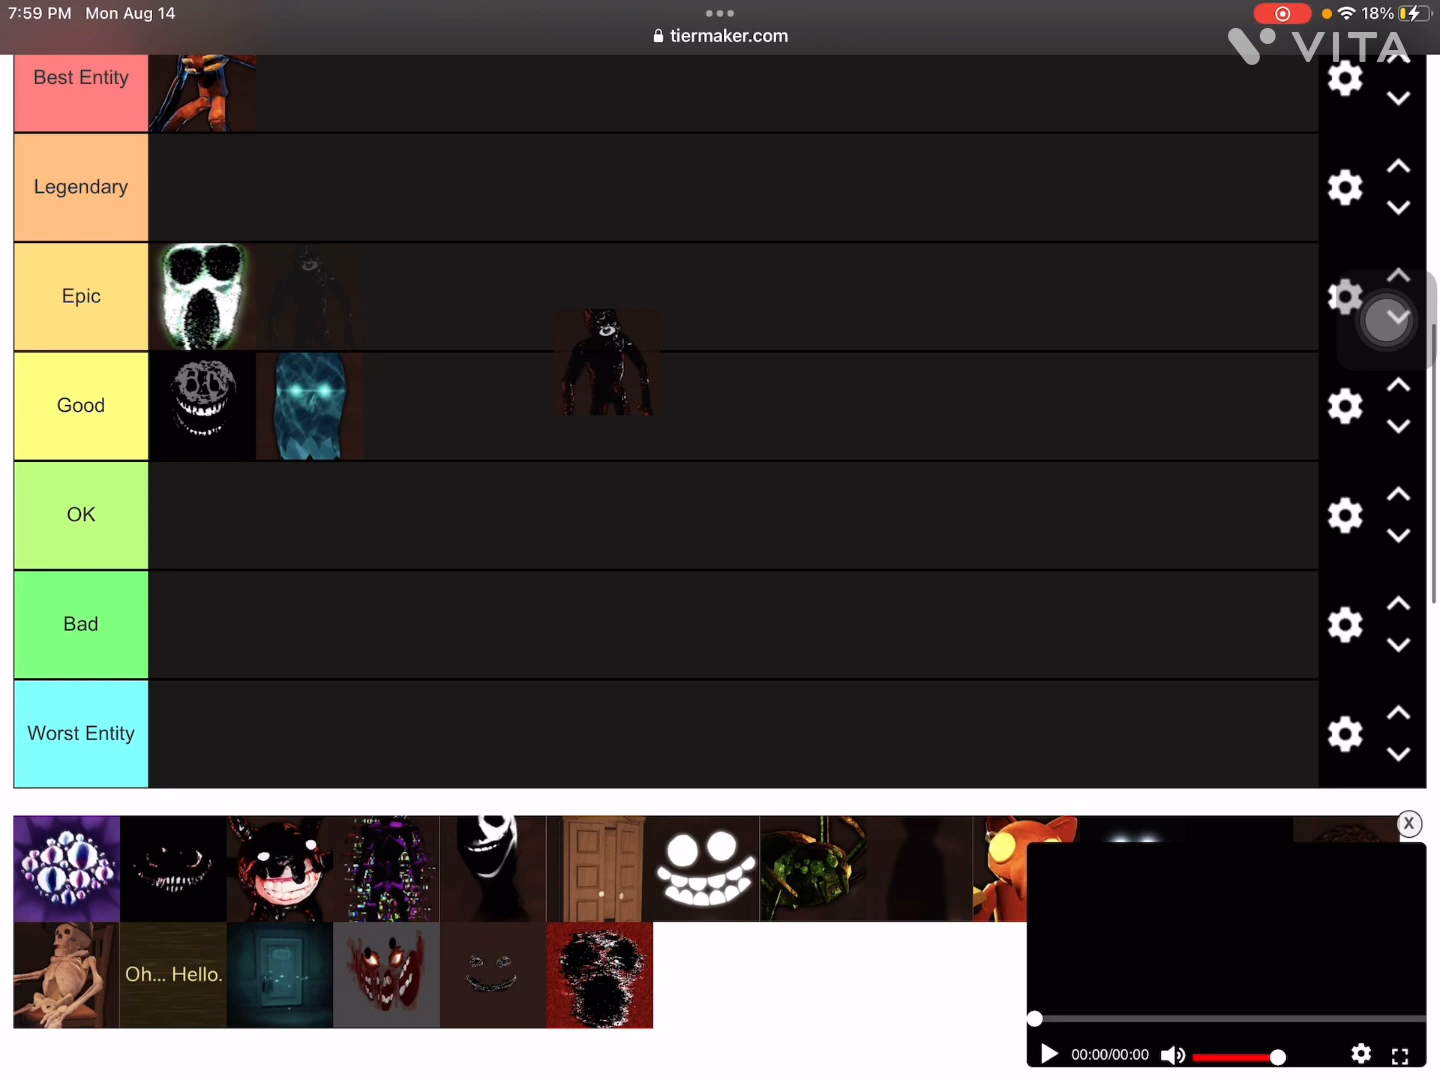 7:59 PM Mon Aug 14
18%
tiermaker.com
VITA
Best Entity
Legendary
Epic
Good
OK
Bad
Worst Entity
X
Oh... Hello.
00:00/00:00